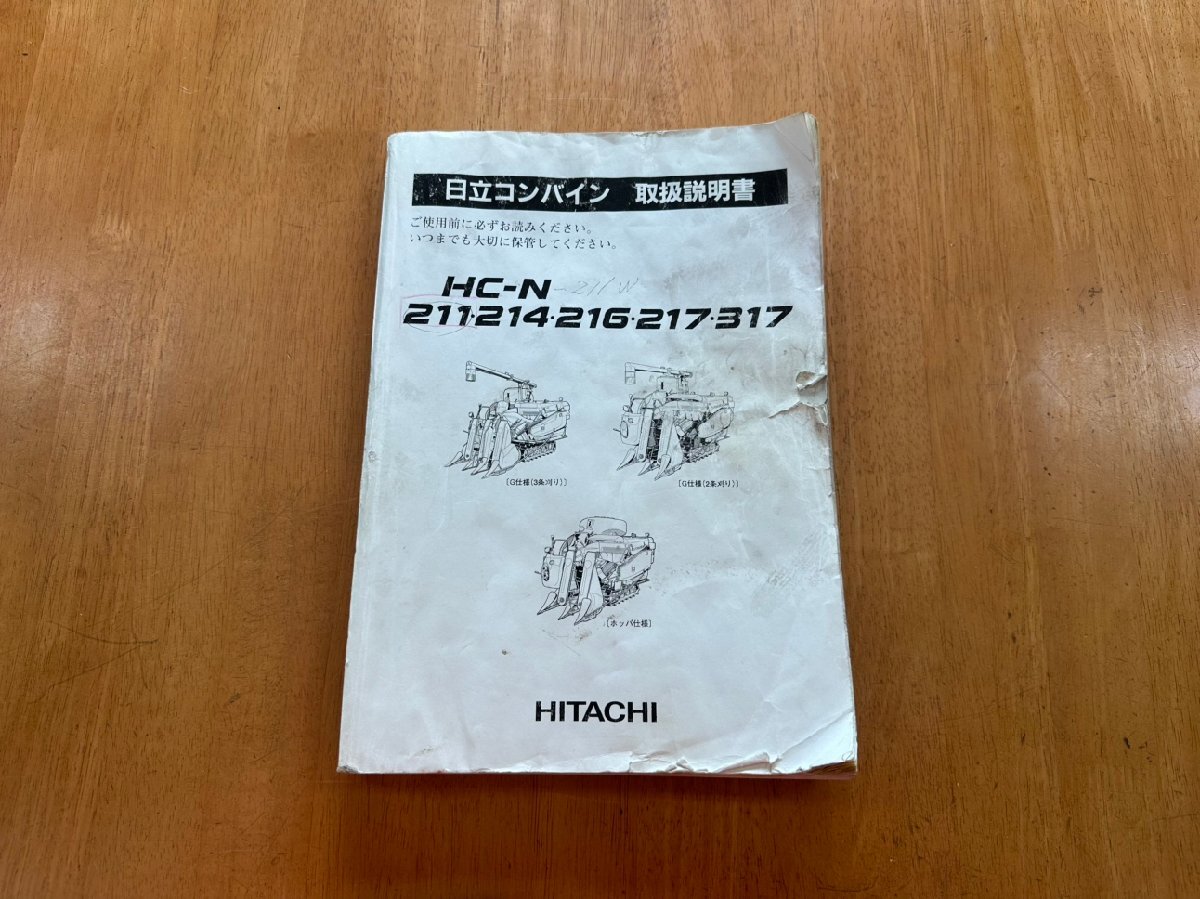 日立コンバイン 取扱説明書
ご使用前に必ずお読みください。
いつまでも大切に保管してください。
HC-N 211W
211・214・216・217・317
〔G仕様(3条刈り)〕
〔G仕様(2条刈り)〕
〔ホッパ仕様〕
HITACHI